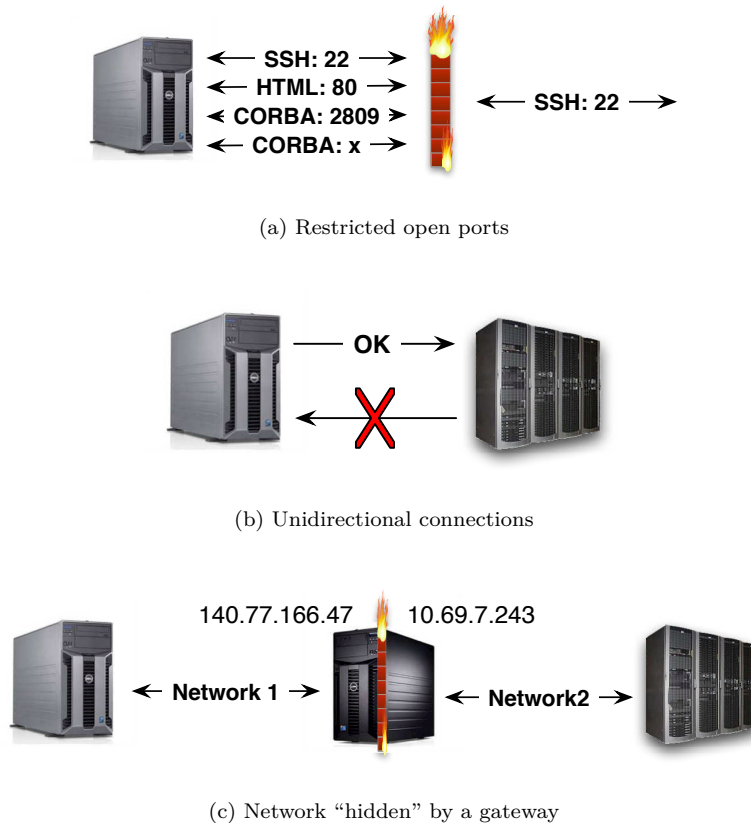 SSH: 22
HTML: 80
CORBA: 2809
CORBA: x
SSH: 22
(a) Restricted open ports
OK
(b) Unidirectional connections
140.77.166.47
10.69.7.243
Network 1
Network2
(c) Network “hidden” by a gateway